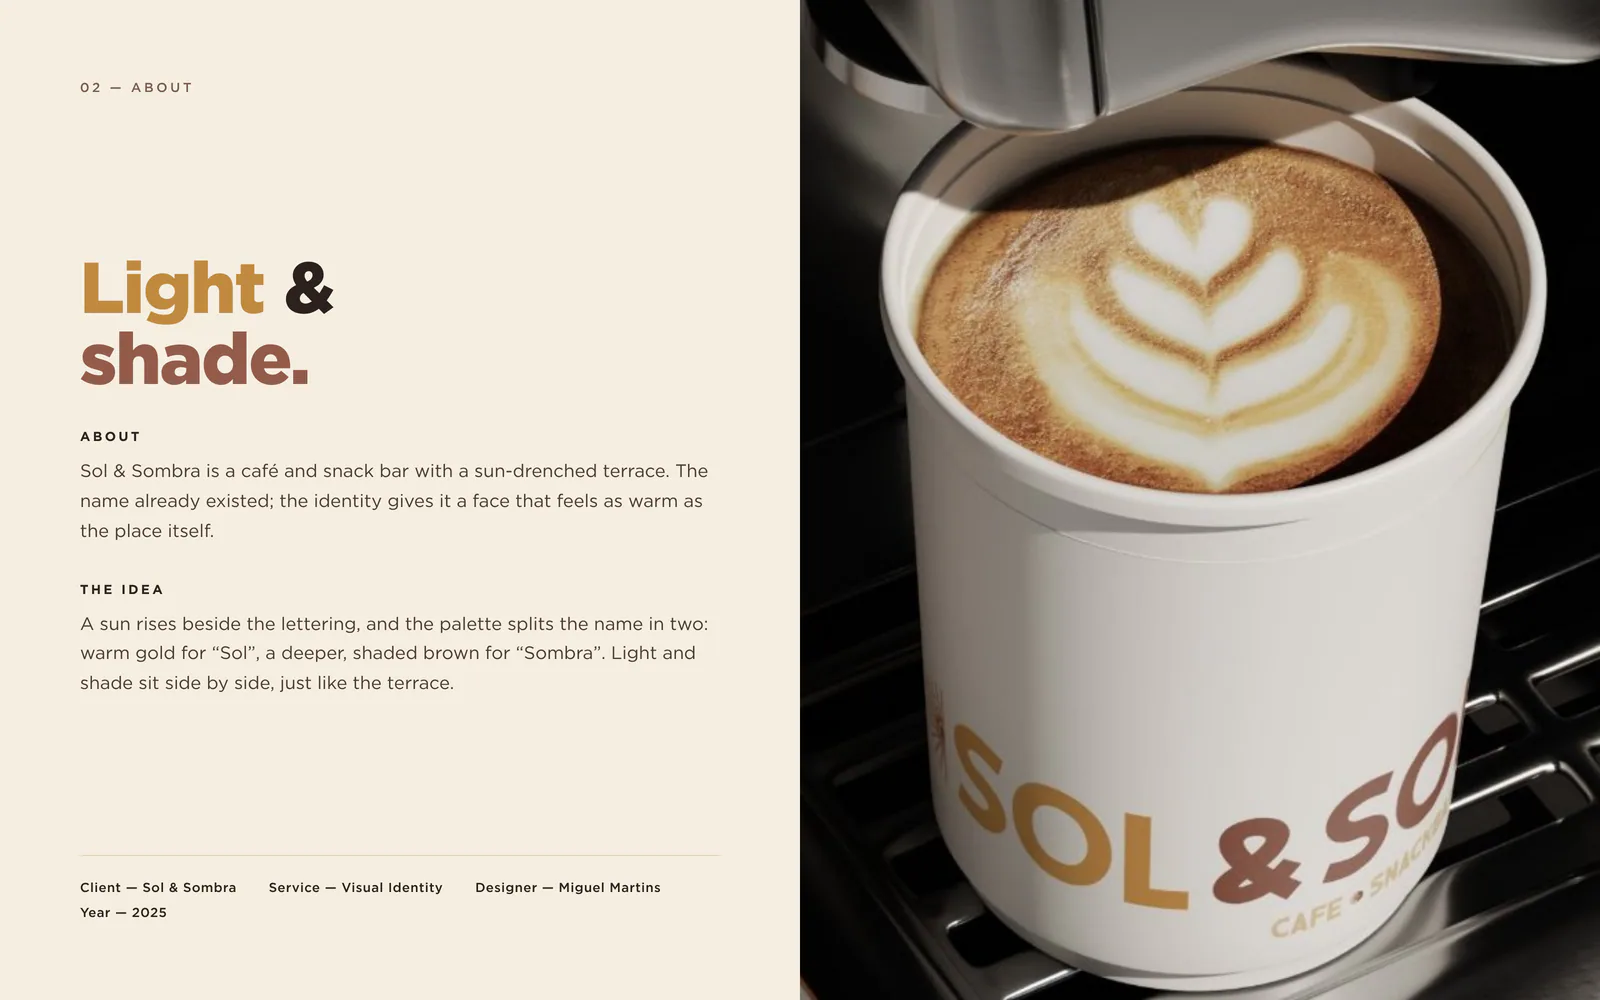 02 — ABOUT
Light &
shade.
ABOUT
Sol & Sombra is a café and snack bar with a sun-drenched terrace. The
name already existed; the identity gives it a face that feels as warm as
the place itself.
THE IDEA
A sun rises beside the lettering, and the palette splits the name in two:
warm gold for “Sol”, a deeper, shaded brown for “Sombra”. Light and
shade sit side by side, just like the terrace.
Client — Sol & Sombra Service — Visual Identity Designer — Miguel Martins
Year — 2025
SOL & SO
CAFE •